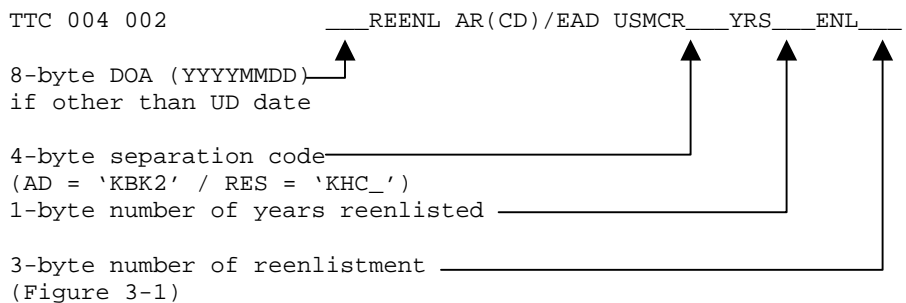 TTC 004 002 ___REENL AR(CD)/EAD USMCR___YRS___ENL___
8-byte DOA (YYYYMMDD)
if other than UD date
4-byte separation code
(AD = ‘KBK2’ / RES = ‘KHC_’)
1-byte number of years reenlisted
3-byte number of reenlistment
(Figure 3-1)